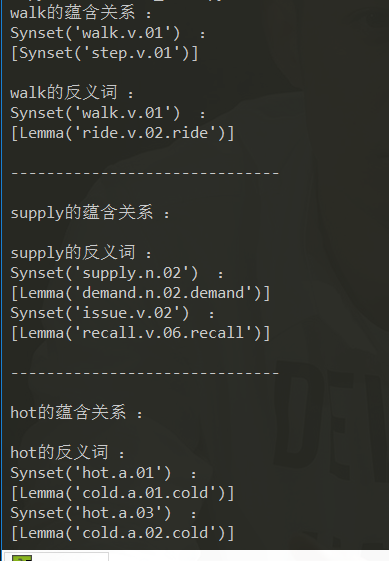 walk的蕴含关系 :
Synset('walk.v.01') :
[Synset('step.v.01')]
walk的反义词 :
Synset('walk.v.01') :
[Lemma('ride.v.02.ride')]
------------------------------
supply的蕴含关系 :
supply的反义词 :
Synset('supply.n.02') :
[Lemma('demand.n.02.demand')]
Synset('issue.v.02') :
[Lemma('recall.v.06.recall')]
------------------------------
hot的蕴含关系 :
hot的反义词 :
Synset('hot.a.01') :
[Lemma('cold.a.01.cold')]
Synset('hot.a.03') :
[Lemma('cold.a.02.cold')]